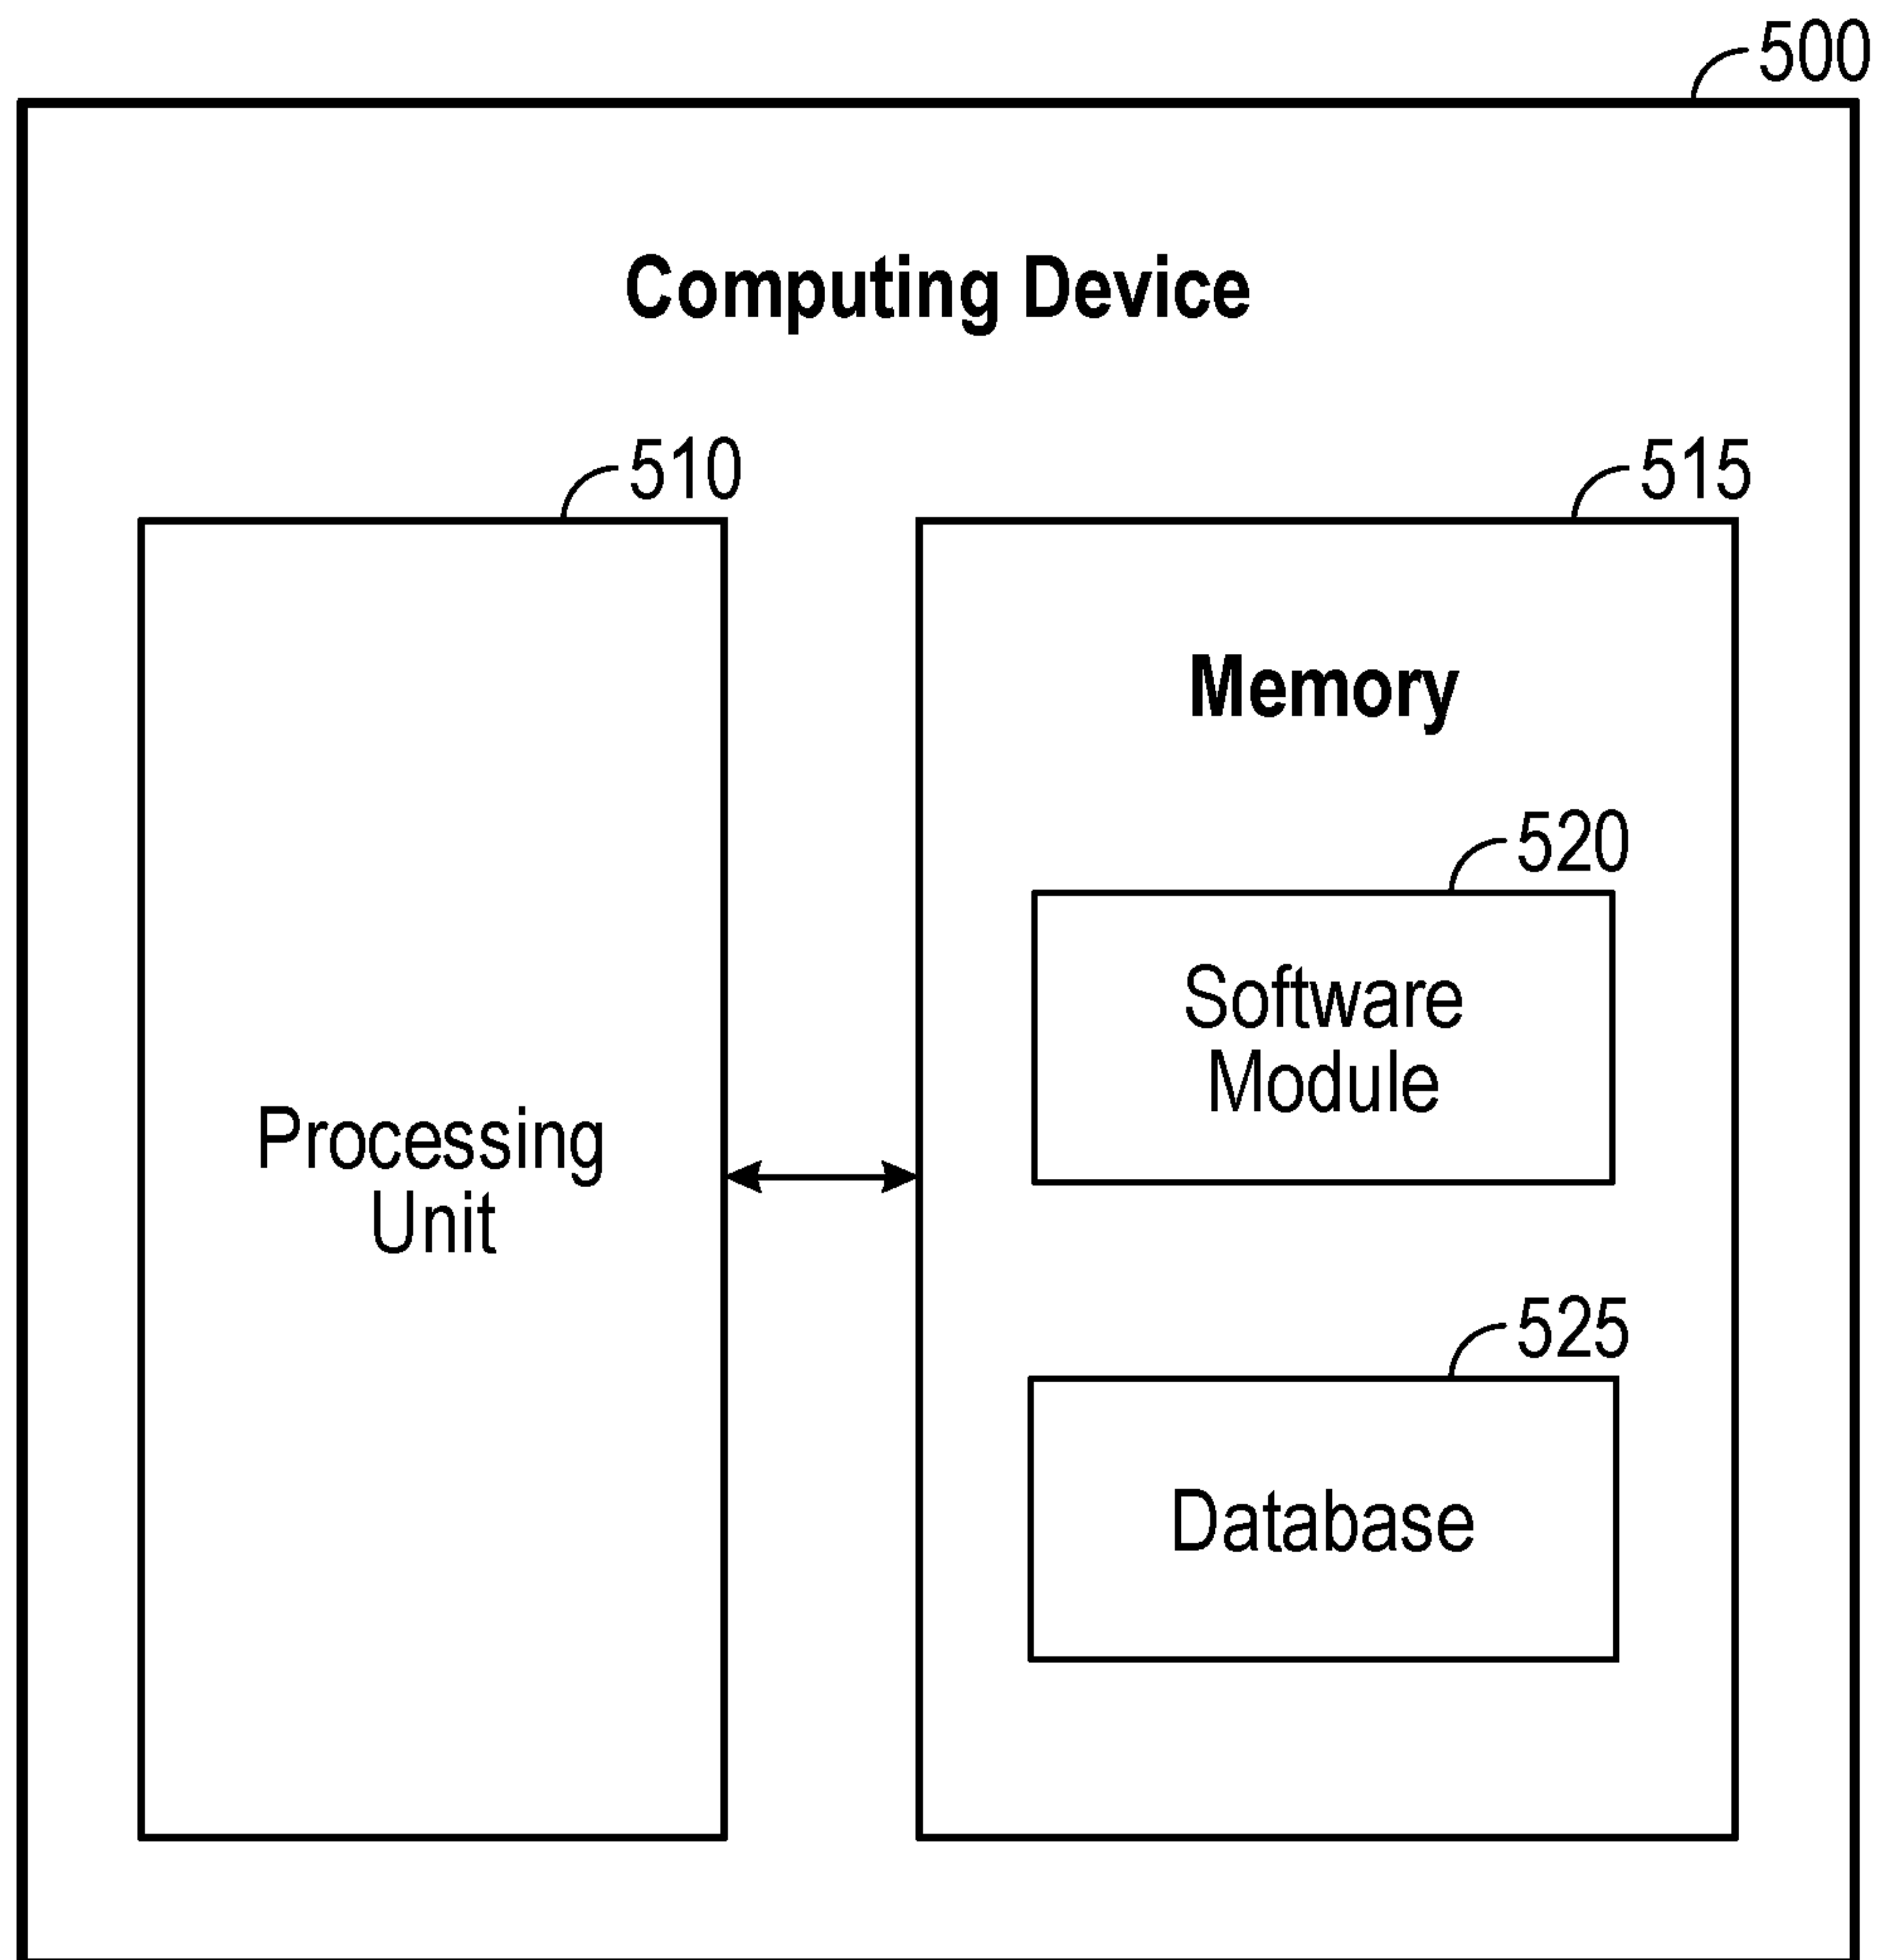 500
Computing Device
510
515
Memory
520
Software
Module
Processing
Unit
525
Database